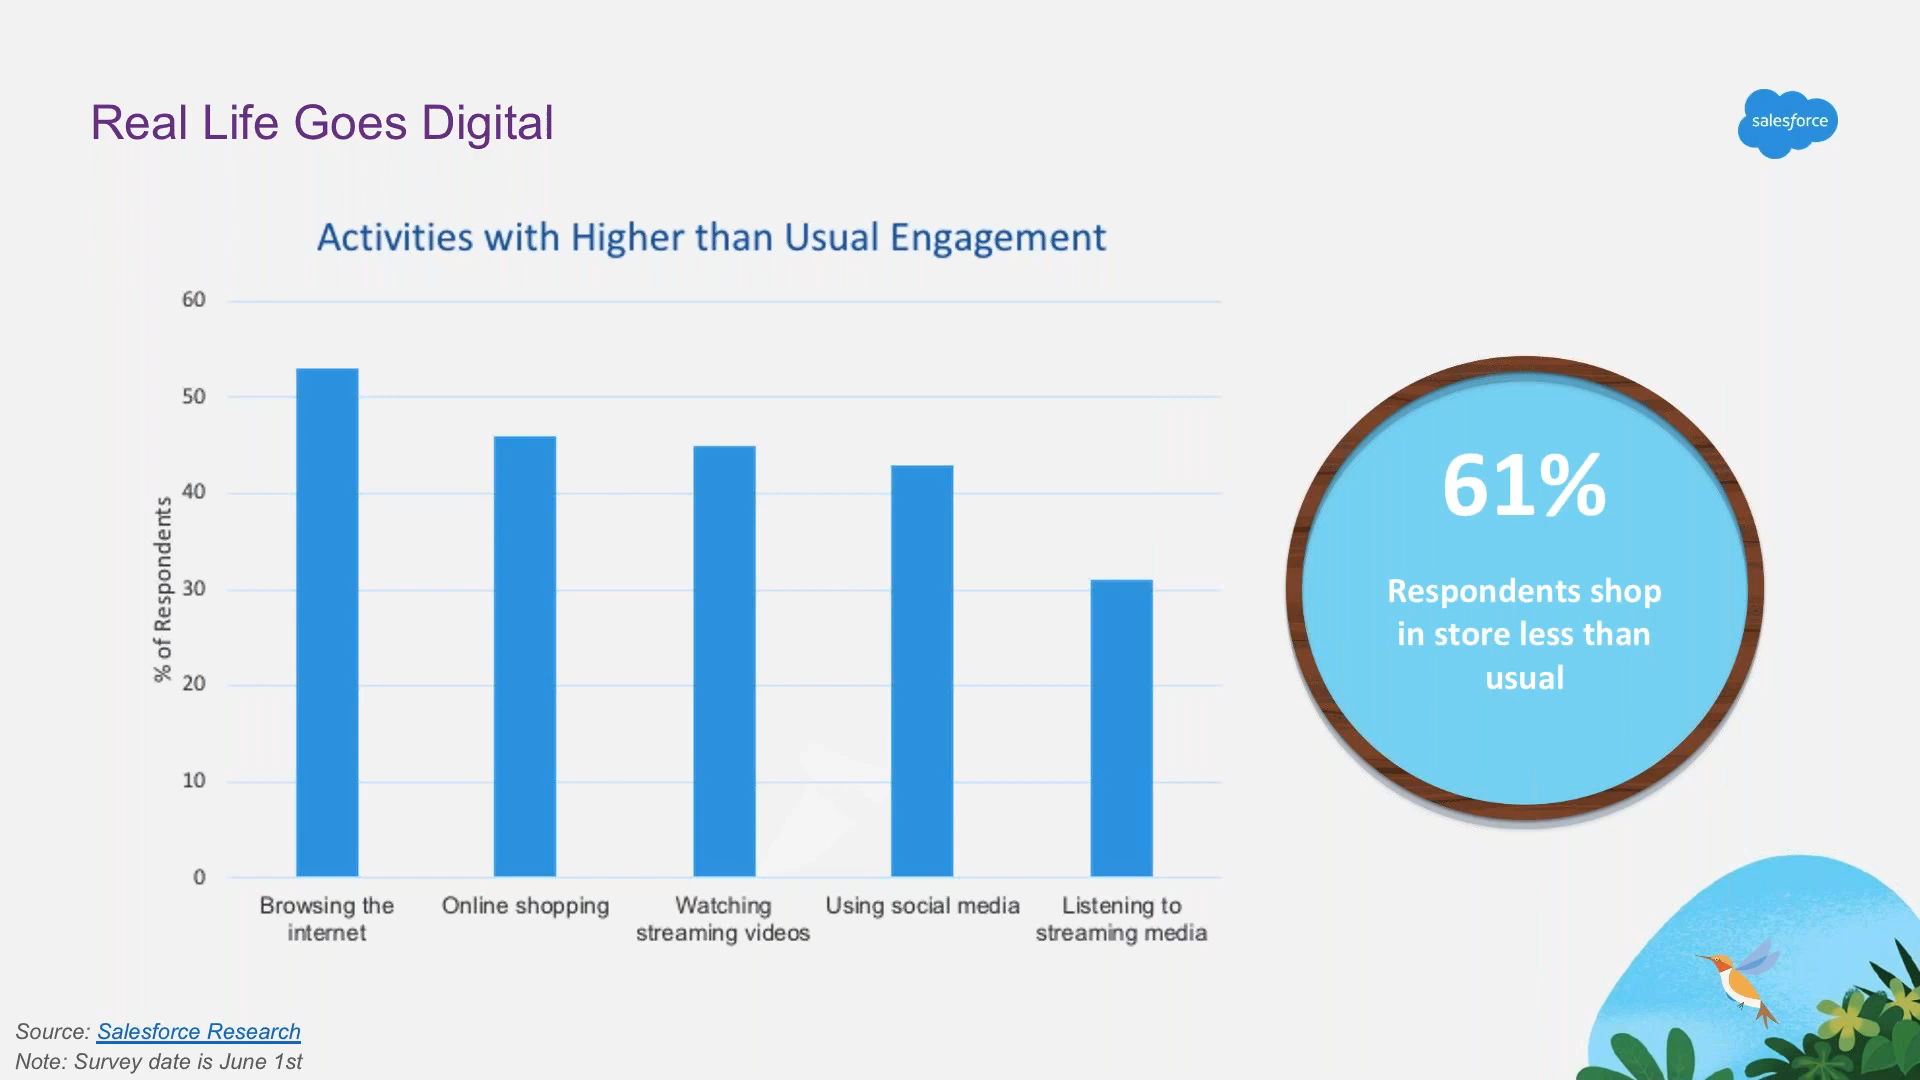 Real Life Goes Digital
salesforce
Activities with Higher than Usual Engagement
60
50
40
30
20
10
0
% of Respondents
Browsing the
internet
Online shopping
Watching
streaming videos
Using social media
Listening to
streaming media
61%
Respondents shop
in store less than
usual
Source: Salesforce Research
Note: Survey date is June 1st